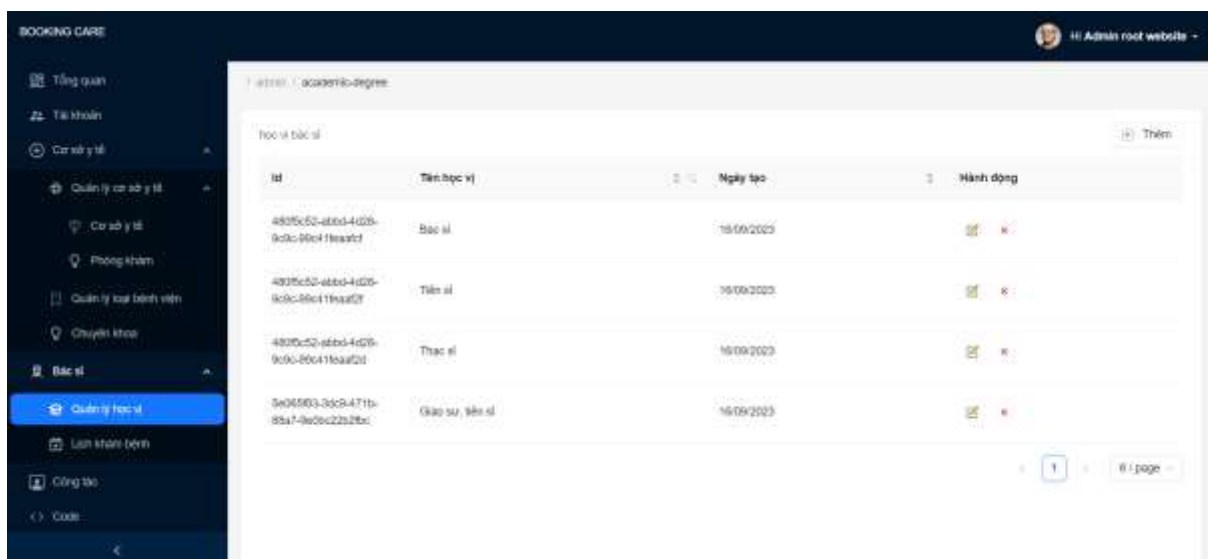 BOOKING CARE
Hi Admin root website
Tổng quan
Tài khoản
Cơ sở y tế
Quản lý cơ sở y tế
Cơ sở y tế
Phòng khám
Quản lý loại bệnh viện
Chuyên khoa
Bác sĩ
Quản lý học vị
Lịch khám bệnh
Công tác
Code
/ admin / academic-degree
học vị bác sĩ
Thêm
Id Tên học vị Ngày tạo Hành động
Bác sĩ 16/09/2023
Tiến sĩ 16/09/2023
Thạc sĩ 16/09/2023
Giáo sư, tiến sĩ 16/09/2023
1
/ page